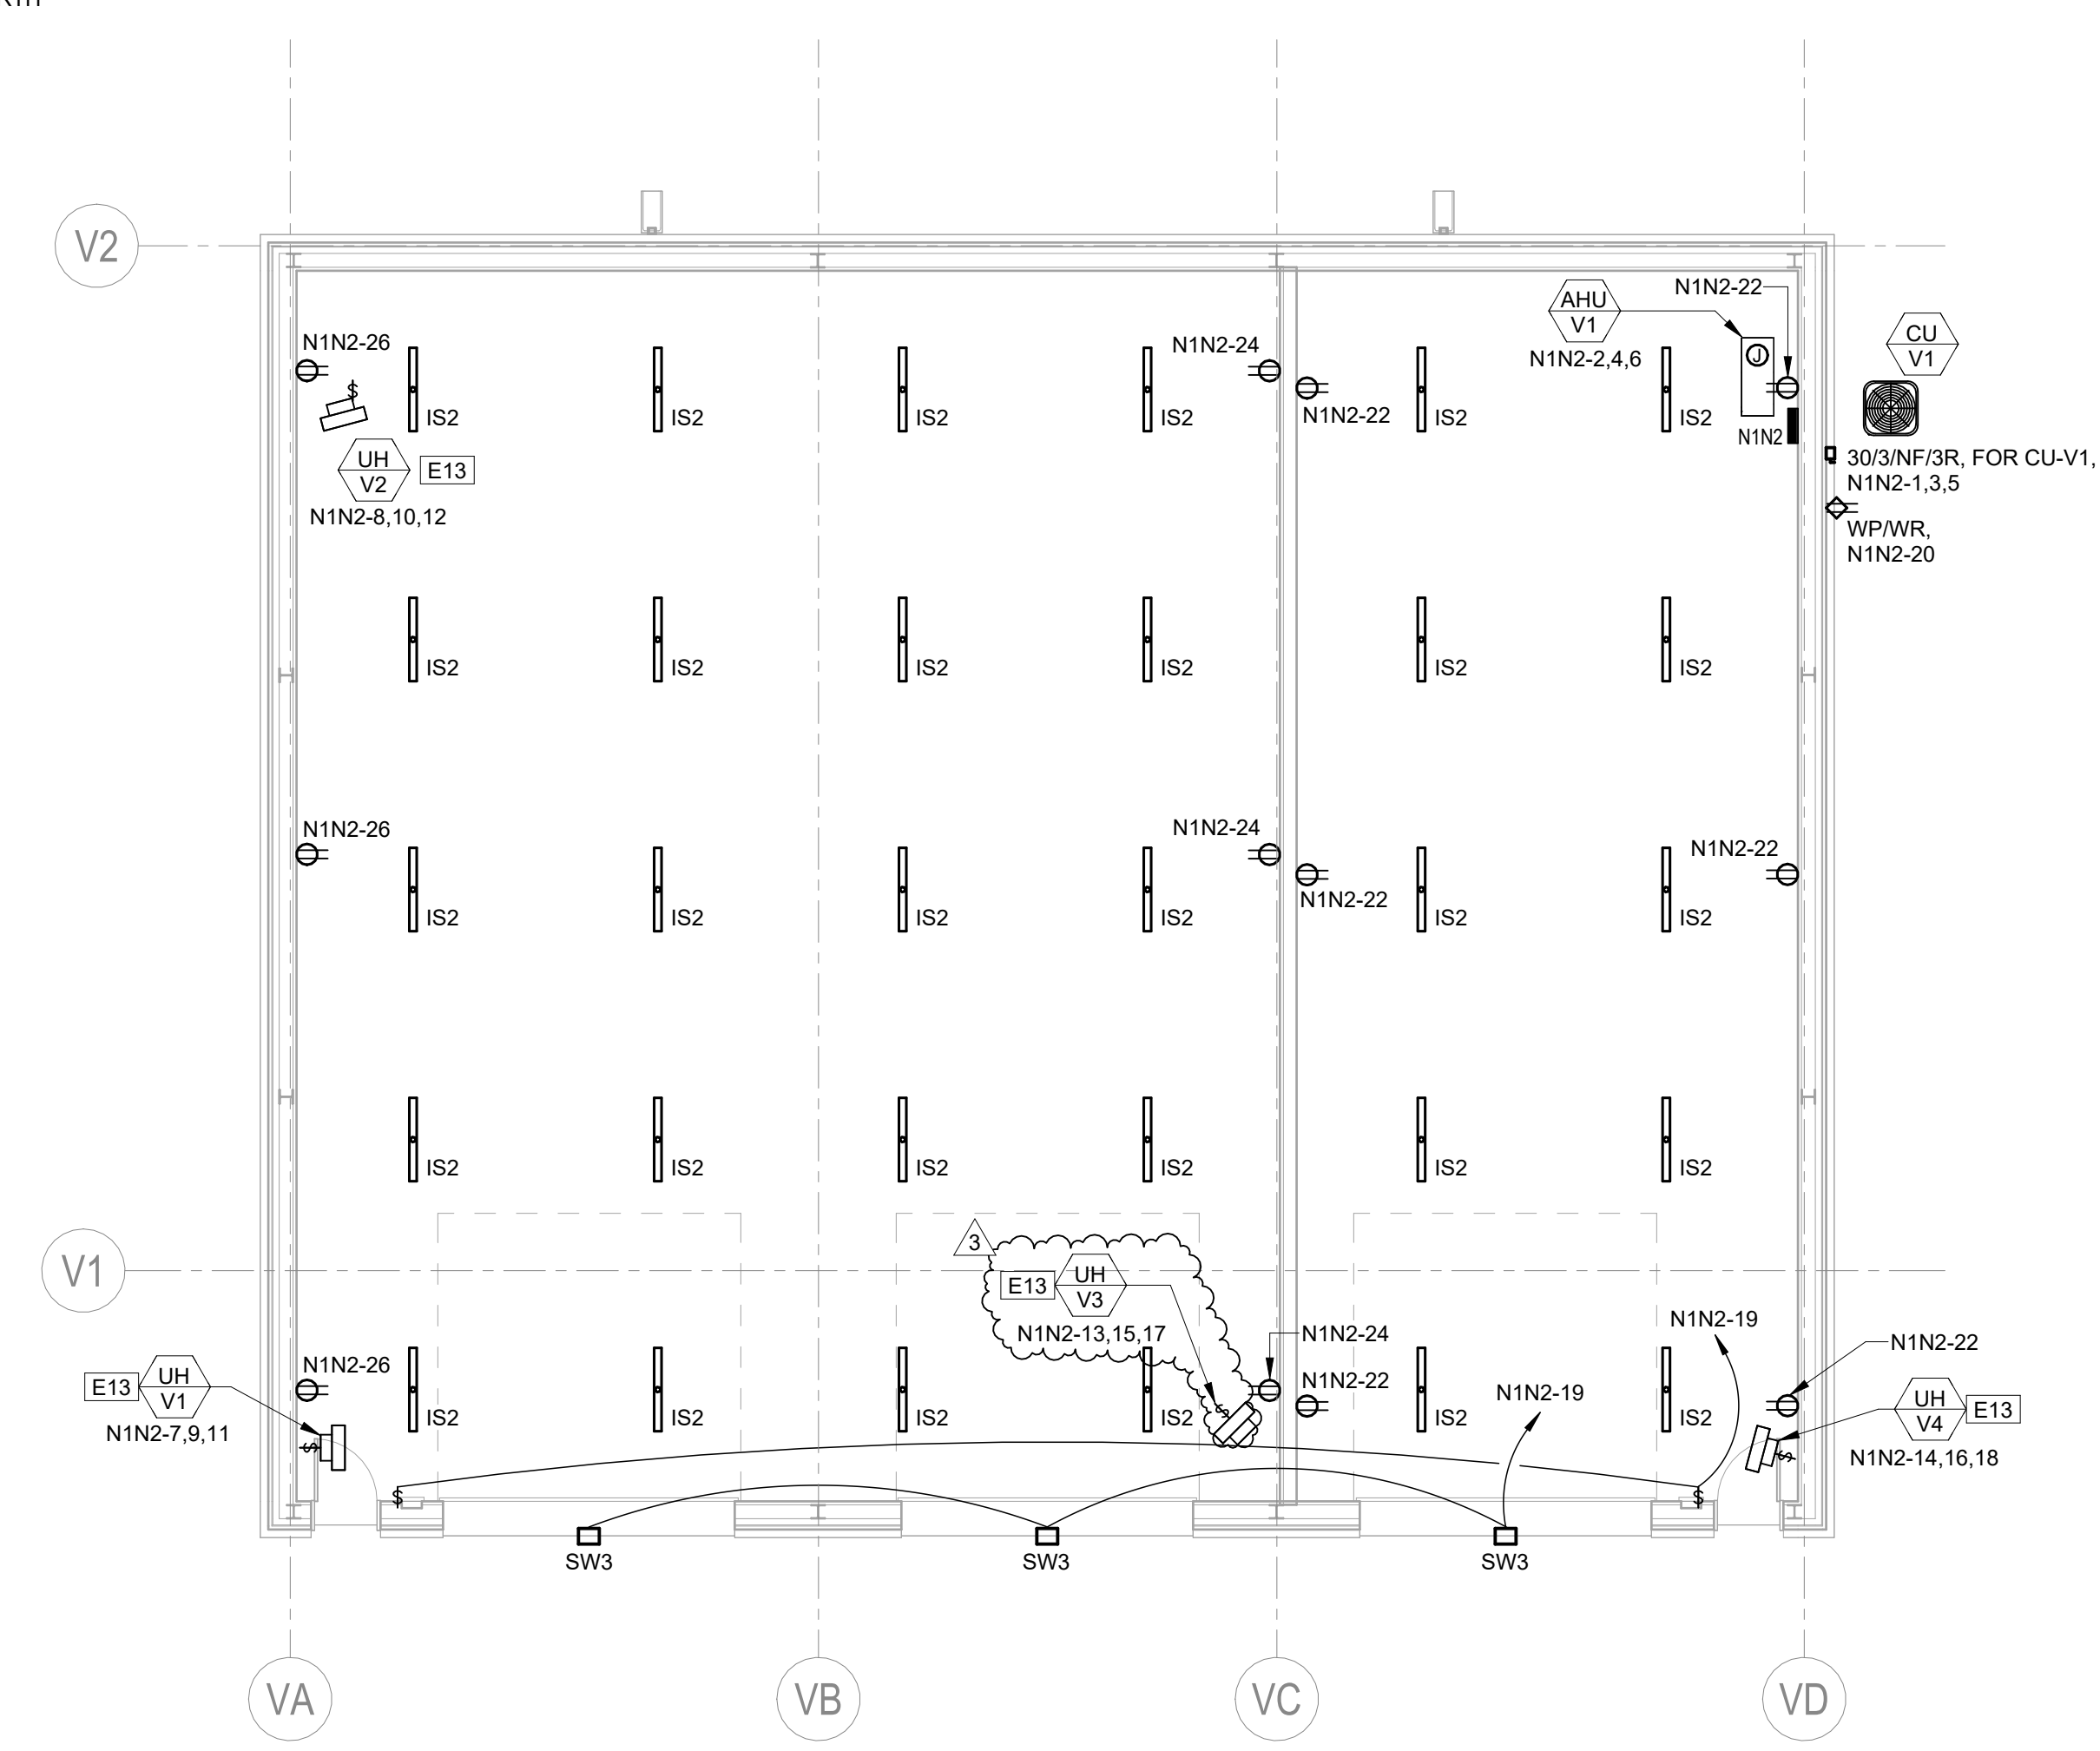 V2
N1N2-22
AHU
V1
CU
V1
N1N2-26
N1N2-24
N1N2-2,4,6
J
$
IS2
IS2
IS2
IS2
N1N2-22
IS2
IS2
N1N2
UH
V2
E13
30/3/NF/3R, FOR CU-V1,
N1N2-1,3,5
N1N2-8,10,12
WP/WR,
N1N2-20
IS2
IS2
IS2
IS2
IS2
IS2
N1N2-26
N1N2-24
N1N2-22
N1N2-22
IS2
IS2
IS2
IS2
IS2
IS2
IS2
IS2
IS2
IS2
IS2
IS2
3
V1
E13
UH
V3
N1N2-13,15,17
N1N2-24
N1N2-19
N1N2-22
N1N2-26
E13
UH
V1
N1N2-7,9,11
N1N2-22
N1N2-19
UH
V4
E13
N1N2-14,16,18
IS2
IS2
IS2
IS2
$
IS2
IS2
$
$
$
$
SW3
SW3
SW3
VA
VB
VC
VD